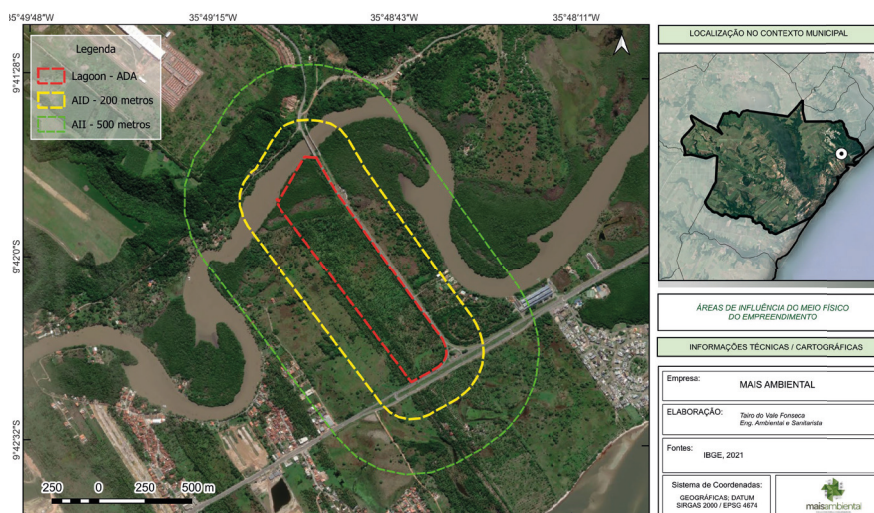 35°49'48"W
35°49'15"W
35°48'43"W
35°48'11"W
9°41'28"S
9°42'0"S
9°42'32"S
Legenda
Lagoon - ADA
AID - 200 metros
AII - 500 metros
250 0 250 500 m
LOCALIZAÇÃO NO CONTEXTO MUNICIPAL
ÁREAS DE INFLUÊNCIA DO MEIO FÍSICO
DO EMPREENDIMENTO
INFORMAÇÕES TÉCNICAS / CARTOGRÁFICAS
Empresa: MAIS AMBIENTAL
ELABORAÇÃO: Tairo do Vale Fonseca
Eng. Ambiental e Sanitarista
Fontes:
IBGE, 2021
Sistema de Coordenadas:
GEOGRÁFICAS; DATUM
SIRGAS 2000 / EPSG 4674
maisambiental